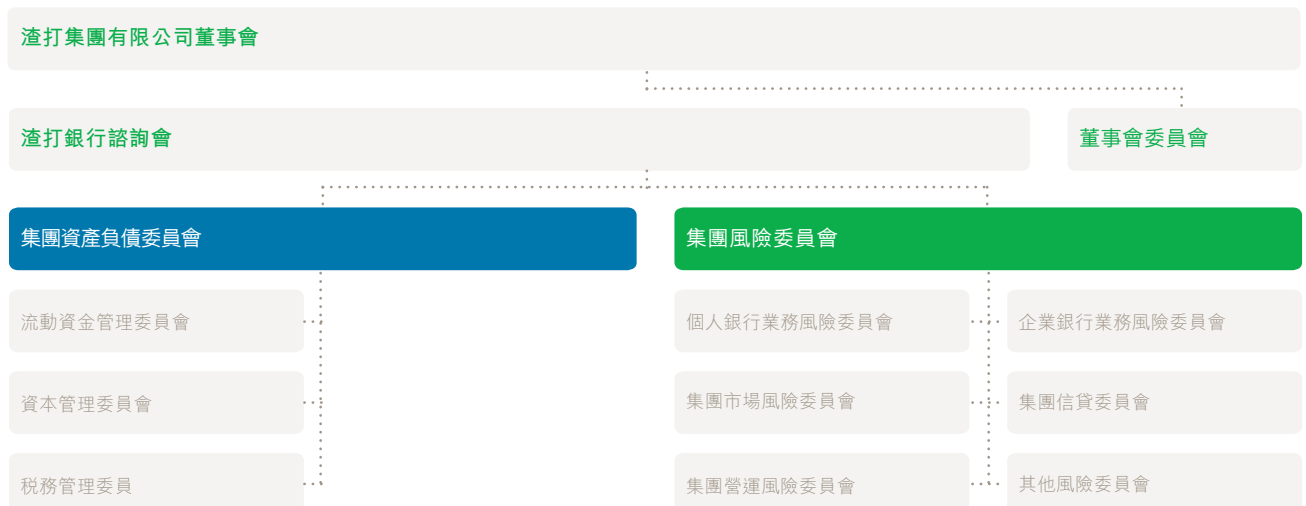 渣打集團有限公司董事會
渣打銀行諮詢會
董事會委員會
集團資產負債委員會
集團風險委員會
流動資金管理委員會
個人銀行業務風險委員會
企業銀行業務風險委員會
資本管理委員會
集團市場風險委員會
集團信貸委員會
税務管理委員
集團營運風險委員會
其他風險委員會